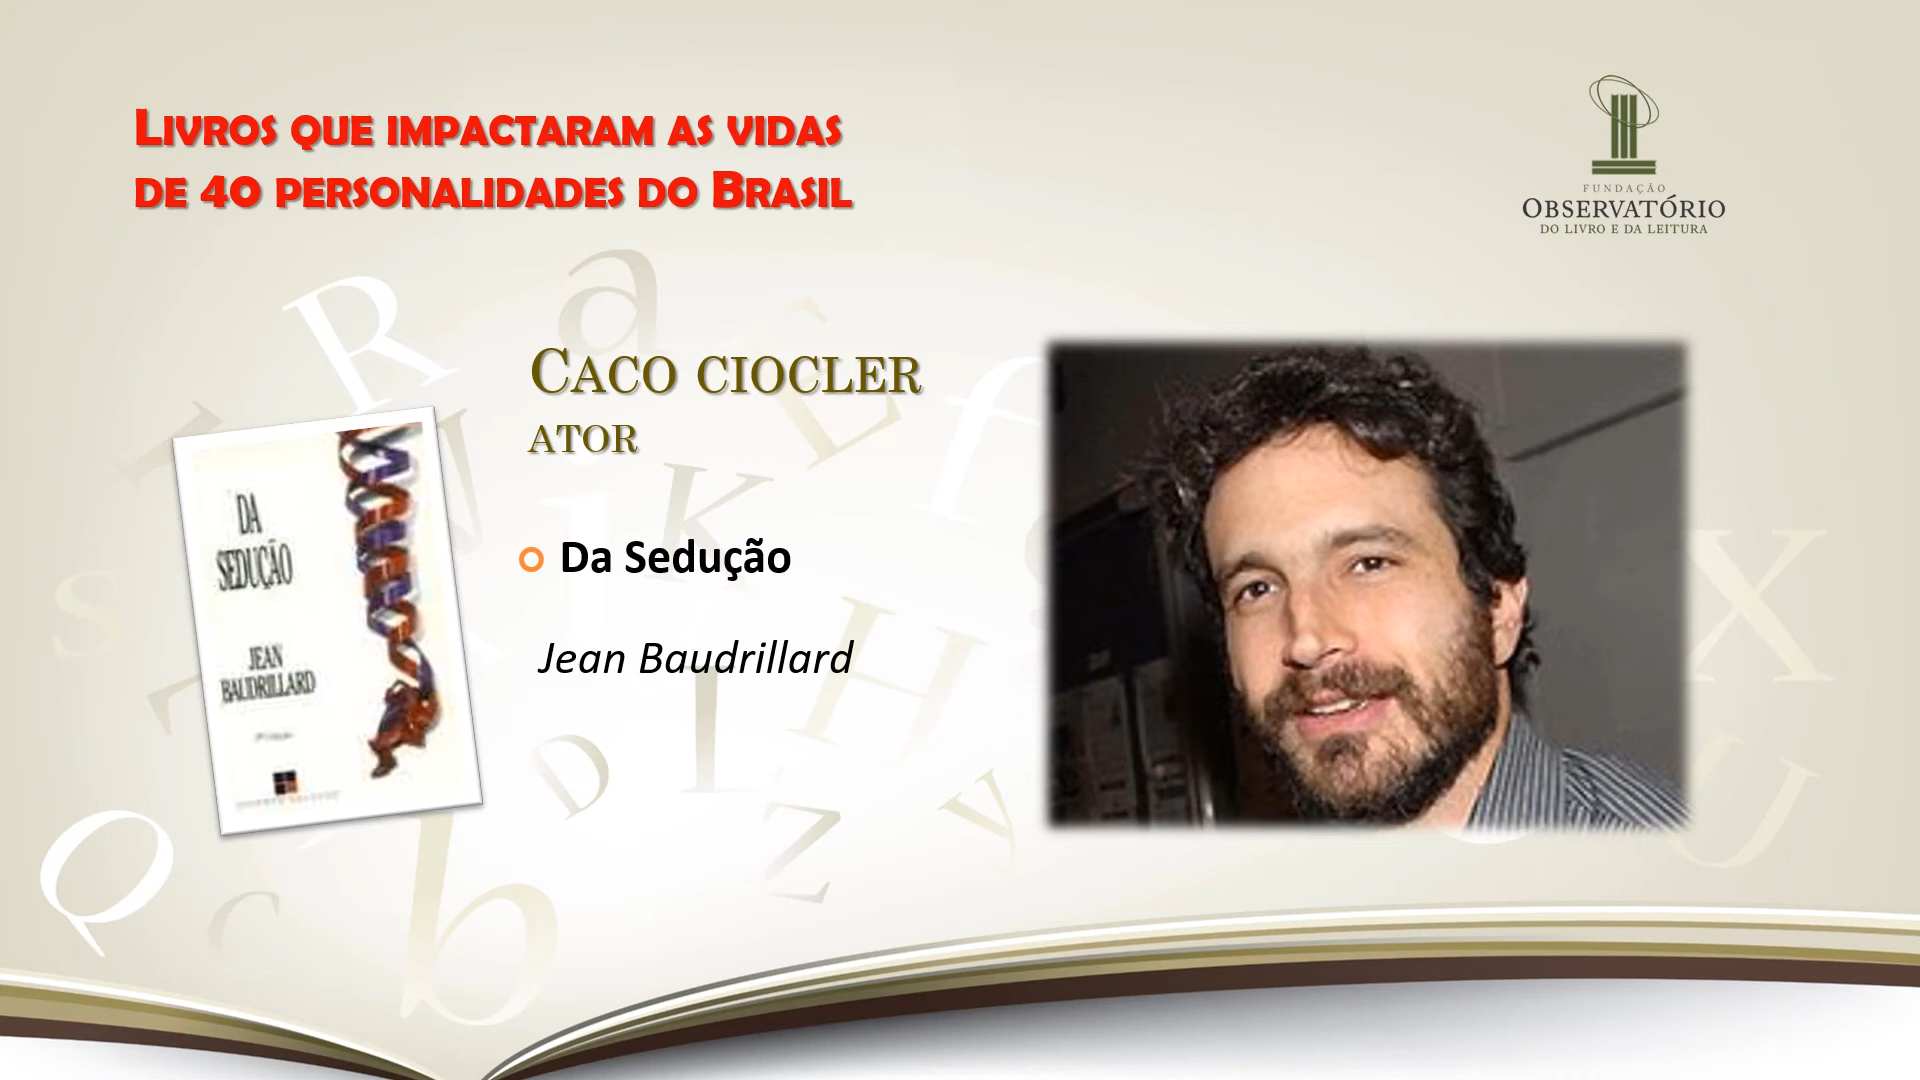 Livros que impactaram as vidas
de 40 personalidades do Brasil
FUNDAÇÃO
OBSERVATÓRIO
DO LIVRO E DA LEITURA
Caco ciocler
ator
Da Sedução
Jean Baudrillard
DA
SEDUÇÃO
JEAN
BAUDRILLARD